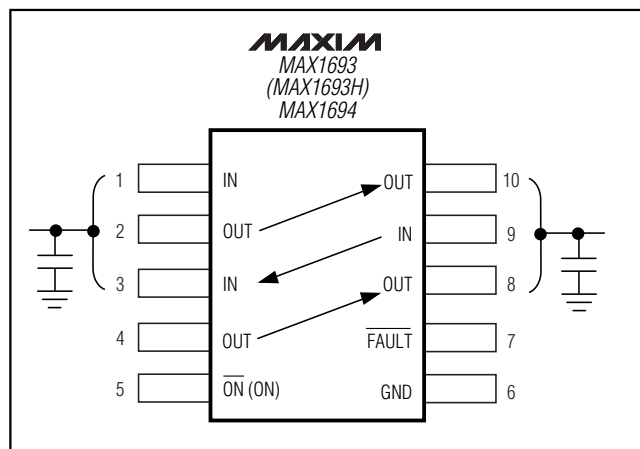 MAXIM
MAX1693
(MAX1693H)
MAX1694
1 IN OUT 10
2 OUT IN 9
3 IN OUT 8
4 OUT FAULT 7
5 ON (ON) GND 6